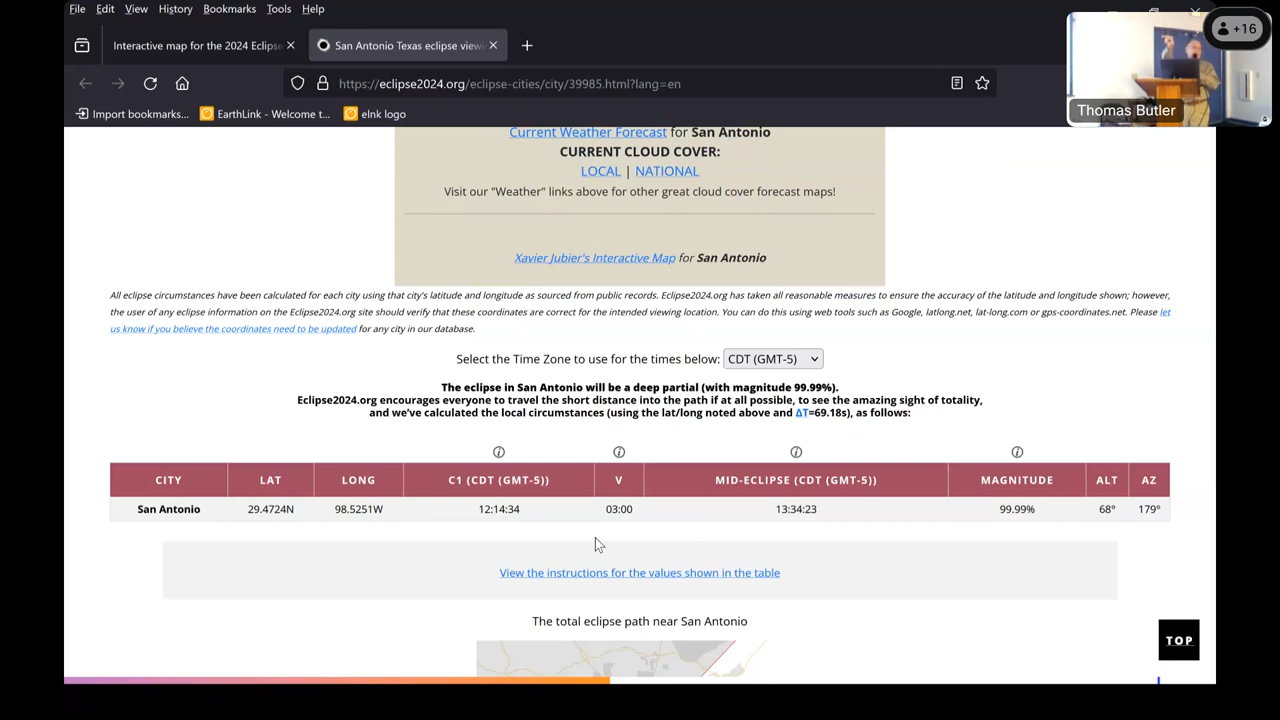 File Edit View History Bookmarks Tools Help
+16
Interactive map for the 2024 Eclipse
San Antonio Texas eclipse viewi
https://eclipse2024.org/eclipse-cities/city/39985.html?lang=en
Thomas Butler
Import bookmarks... EarthLink - Welcome t... elnk logo
Current Weather Forecast for San Antonio
CURRENT CLOUD COVER:
LOCAL | NATIONAL
Visit our "Weather" links above for other great cloud cover forecast maps!
Xavier Jubier's Interactive Map for San Antonio
All eclipse circumstances have been calculated for each city using that city's latitude and longitude as sourced from public records. Eclipse2024.org has taken all reasonable measures to ensure the accuracy of the latitude and longitude shown; however,
the user of any eclipse information on the Eclipse2024.org site should verify that these coordinates are correct for the intended viewing location. You can do this using web tools such as Google, latlong.net, lat-long.com or gps-coordinates.net. Please let
us know if you believe the coordinates need to be updated for any city in our database.
Select the Time Zone to use for the times below: CDT (GMT-5)
The eclipse in San Antonio will be a deep partial (with magnitude 99.99%).
Eclipse2024.org encourages everyone to travel the short distance into the path if at all possible, to see the amazing sight of totality,
and we've calculated the local circumstances (using the lat/long noted above and ΔT=69.18s), as follows:
CITY LAT LONG C1 (CDT (GMT-5)) V MID-ECLIPSE (CDT (GMT-5)) MAGNITUDE ALT AZ
San Antonio 29.4724N 98.5251W 12:14:34 03:00 13:34:23 99.99% 68° 179°
View the instructions for the values shown in the table
The total eclipse path near San Antonio
TOP